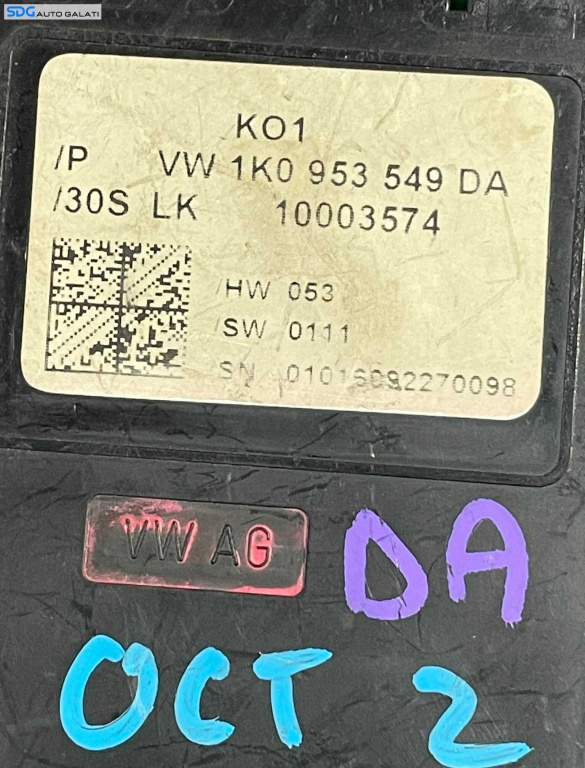 SDG AUTO GALATI
KO1
/P VW 1K0 953 549 DA
/30S LK 10003574
/HW 053
/SW 0111
/SN 01016092270098
VW AG
DA
OCT 2